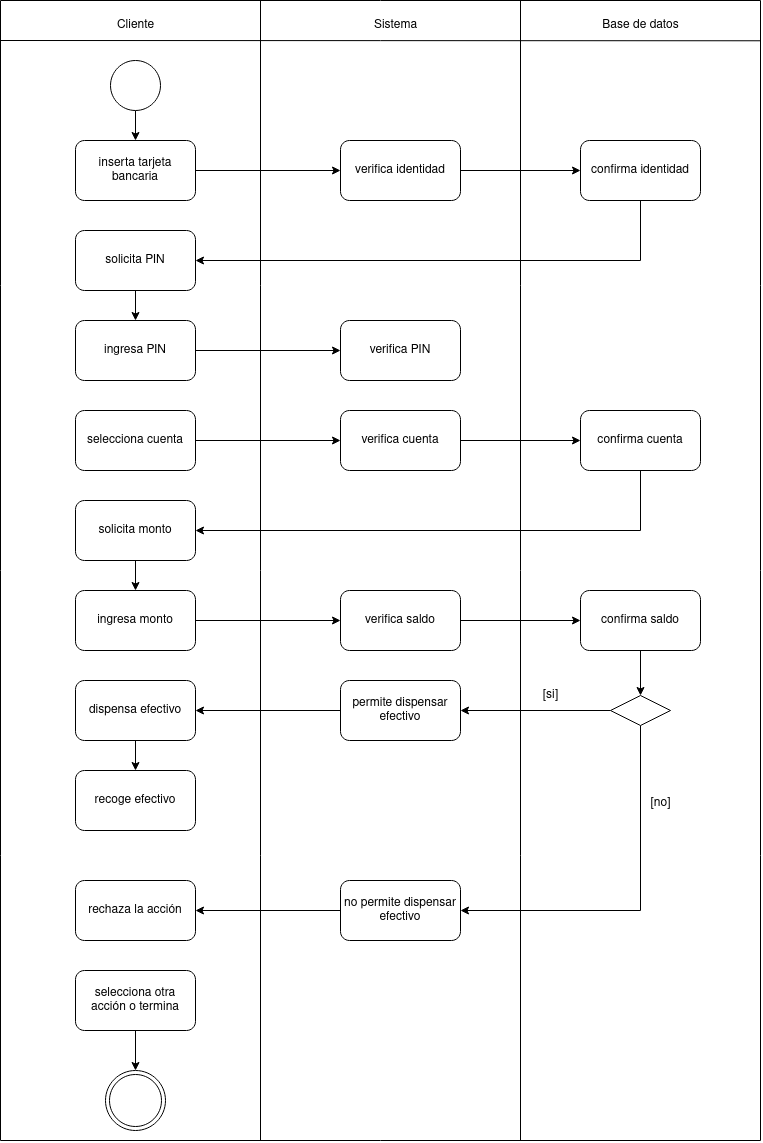 Cliente
Sistema
Base de datos
inserta tarjeta
bancaria
verifica identidad
confirma identidad
solicita PIN
ingresa PIN
verifica PIN
selecciona cuenta
verifica cuenta
confirma cuenta
solicita monto
ingresa monto
verifica saldo
confirma saldo
dispensa efectivo
permite dispensar
efectivo
[si]
recoge efectivo
[no]
rechaza la acción
no permite dispensar
efectivo
selecciona otra
acción o termina